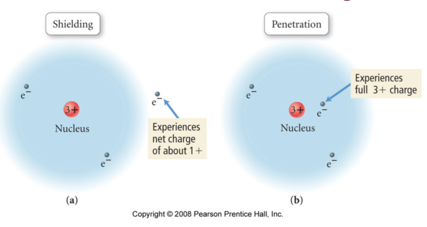 Shielding
Penetration
e−
3+
Nucleus
e−
e−
Experiences
net charge
of about 1+
e−
3+
e−
Nucleus
e−
Experiences
full 3+ charge
(a)
(b)
Copyright © 2008 Pearson Prentice Hall, Inc.